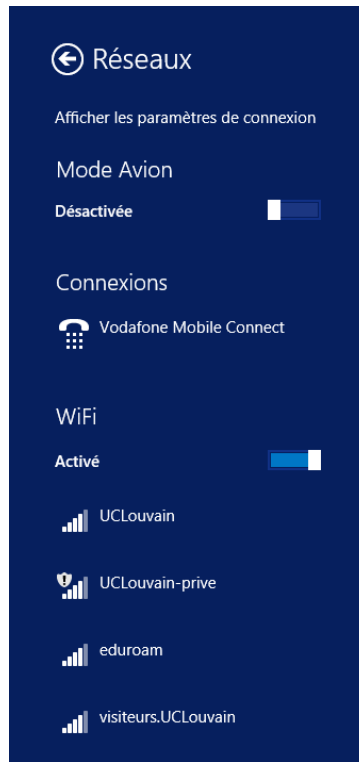 Réseaux
Afficher les paramètres de connexion
Mode Avion
Désactivée
Connexions
Vodafone Mobile Connect
WiFi
Activé
UCLouvain
UCLouvain-prive
eduroam
visiteurs.UCLouvain